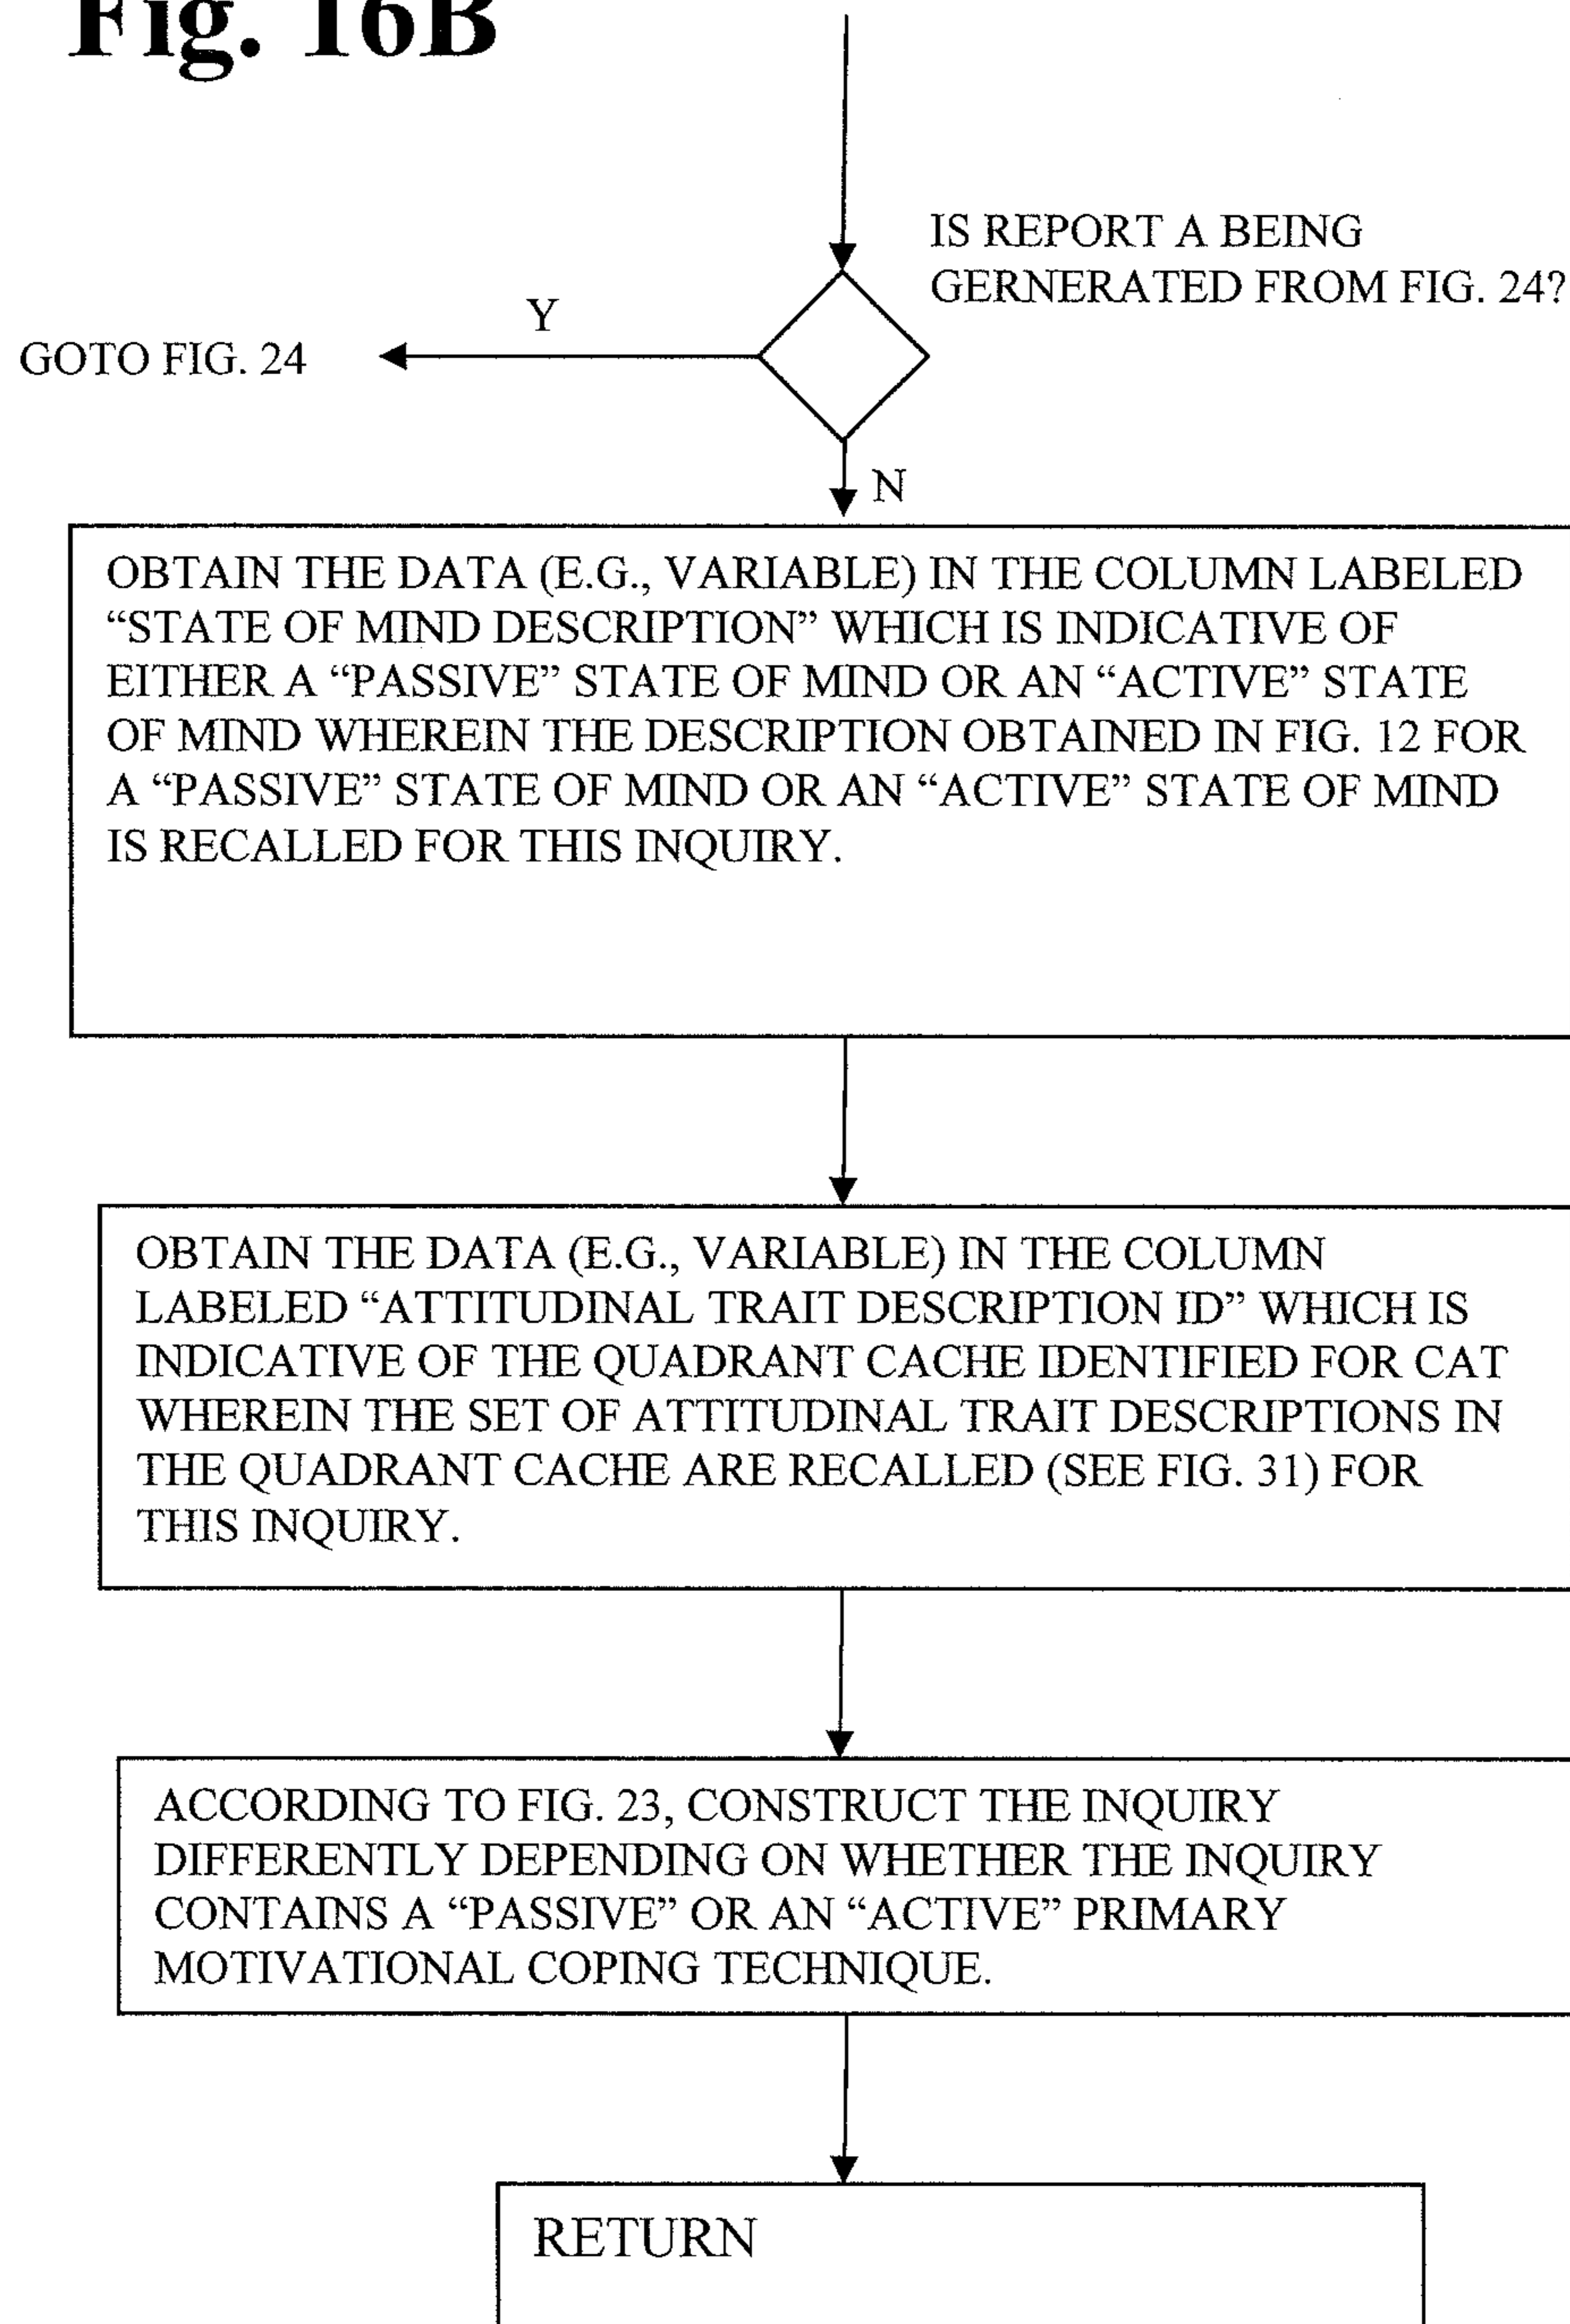 Fig. 16B
IS REPORT A BEING
GERNERATED FROM FIG. 24?
Y
GOTO FIG. 24
N
OBTAIN THE DATA (E.G., VARIABLE) IN THE COLUMN LABELED
“STATE OF MIND DESCRIPTION” WHICH IS INDICATIVE OF
EITHER A “PASSIVE” STATE OF MIND OR AN “ACTIVE” STATE
OF MIND WHEREIN THE DESCRIPTION OBTAINED IN FIG. 12 FOR
A “PASSIVE” STATE OF MIND OR AN “ACTIVE” STATE OF MIND
IS RECALLED FOR THIS INQUIRY.
OBTAIN THE DATA (E.G., VARIABLE) IN THE COLUMN
LABELED “ATTITUDINAL TRAIT DESCRIPTION ID” WHICH IS
INDICATIVE OF THE QUADRANT CACHE IDENTIFIED FOR CAT
WHEREIN THE SET OF ATTITUDINAL TRAIT DESCRIPTIONS IN
THE QUADRANT CACHE ARE RECALLED (SEE FIG. 31) FOR
THIS INQUIRY.
ACCORDING TO FIG. 23, CONSTRUCT THE INQUIRY
DIFFERENTLY DEPENDING ON WHETHER THE INQUIRY
CONTAINS A “PASSIVE” OR AN “ACTIVE” PRIMARY
MOTIVATIONAL COPING TECHNIQUE.
RETURN